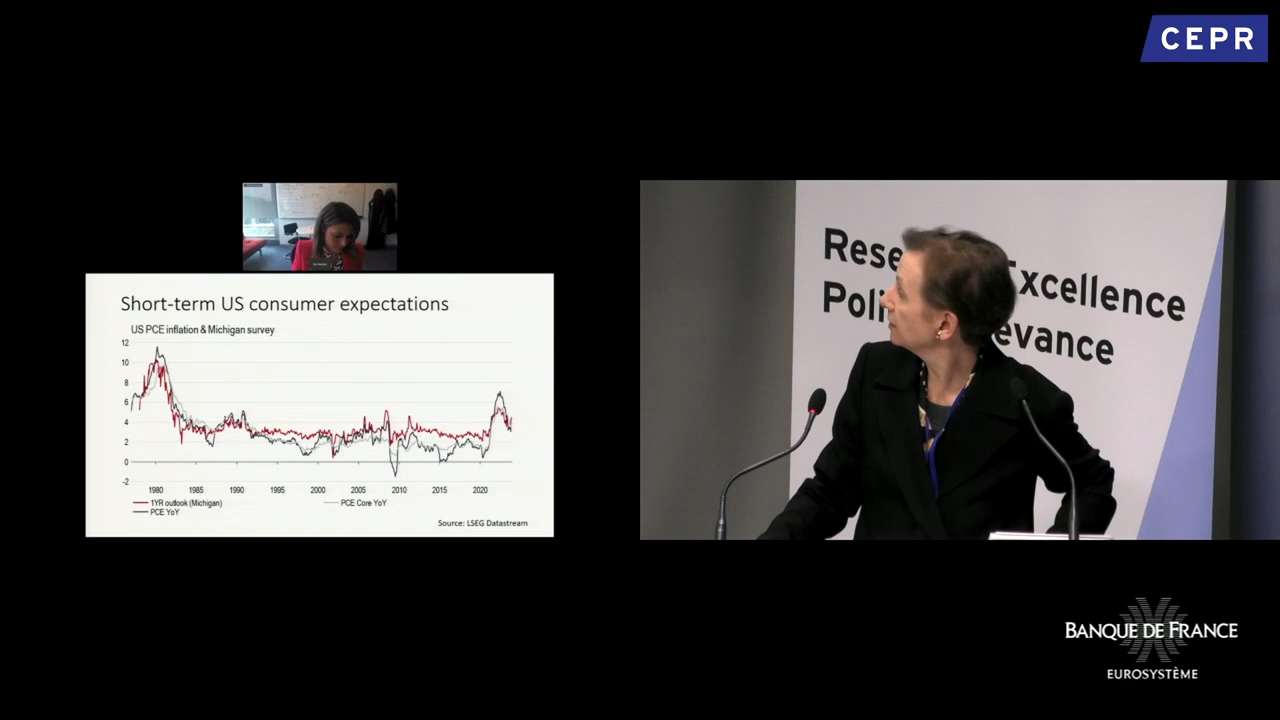 CEPR
Short-term US consumer expectations
US PCE inflation & Michigan survey
12
10
8
6
4
2
0
-2
1980 1985 1990 1995 2000 2005 2010 2015 2020
1YR outlook (Michigan) PCE Core YoY
PCE YoY
Source: LSEG Datastream
Rese Excellence
Poli evance
BANQUE DE FRANCE
EUROSYSTÈME